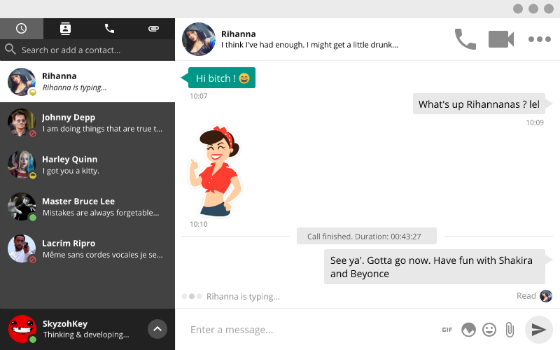 Search or add a contact...
Rihanna
Rihanna is typing...
Johnny Depp
I am doing things that are true t...
Harley Quinn
I got you a kitty.
Master Bruce Lee
Mistakes are always forgetable...
Lacrim Ripro
Même sans cordes vocales je se...
SkyzohKey
Thinking & developing...
Rihanna
I think I've had enough, I might get a little drunk...
Hi bitch ! 😄
10:07
What's up Rihannanas ? lel
10:09
10:10
Call finished. Duration: 00:43:27
See ya'. Gotta go now. Have fun with Shakira
and Beyonce
Rihanna is typing...
Read
Enter a message...
GIF